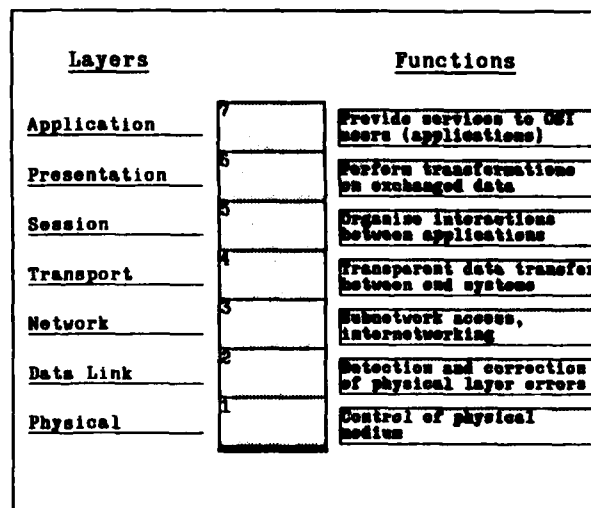 Layers Functions
7
Application Provide services to OSI
users (applications)
6
Presentation Perform transformations
on exchanged data
5
Session Organise interactions
between applications
4
Transport Transparent data transfer
between end systems
3
Network Subnetwork access,
internetworking
2
Data Link Detection and correction
of physical layer errors
1
Physical Control of physical
medium